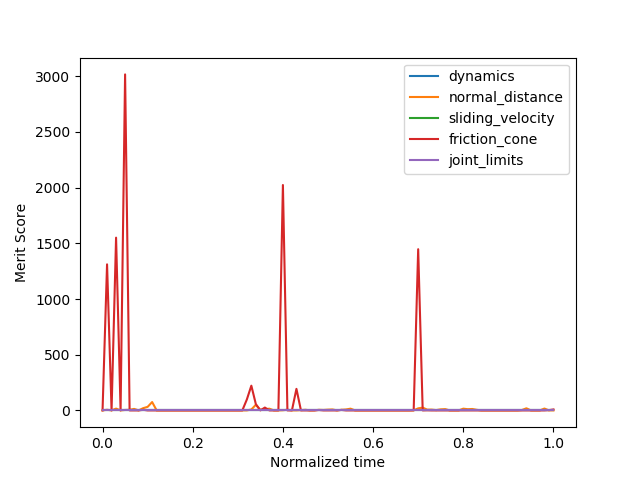 3000
2500
2000
1500
1000
500
0
Merit Score
0.0 0.2 0.4 0.6 0.8 1.0
Normalized time
dynamics
normal_distance
sliding_velocity
friction_cone
joint_limits